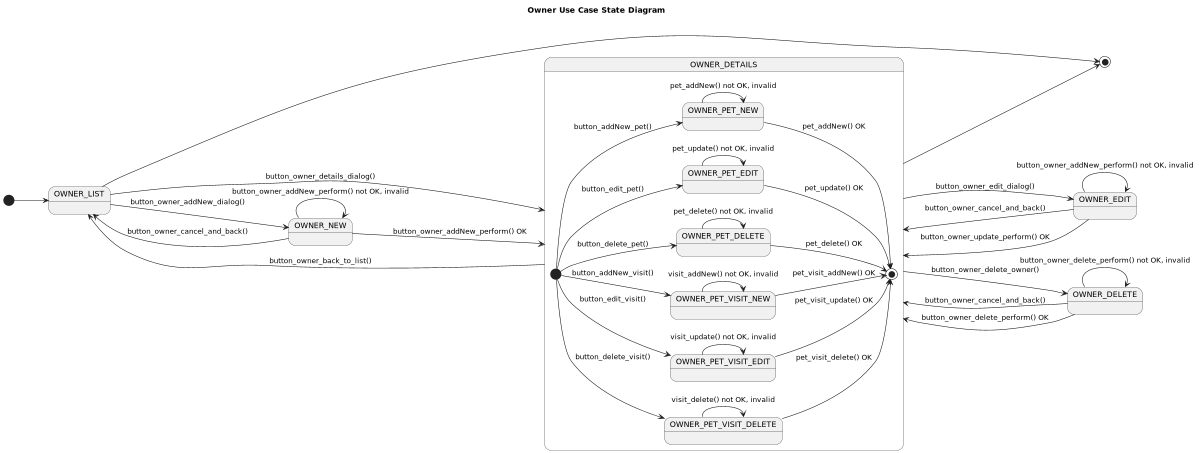 Owner Use Case State Diagram
OWNER_DETAILS
pet_addNew() not OK, invalid
OWNER_PET_NEW
button_addNew_pet()
pet_addNew() OK
pet_update() not OK, invalid
OWNER_PET_EDIT
button_edit_pet()
pet_update() OK
pet_delete() not OK, invalid
OWNER_PET_DELETE
button_delete_pet()
pet_delete() OK
visit_addNew() not OK, invalid
button_addNew_visit()
pet_visit_addNew() OK
OWNER_PET_VISIT_NEW
button_edit_visit()
pet_visit_update() OK
visit_update() not OK, invalid
OWNER_PET_VISIT_EDIT
button_delete_visit()
pet_visit_delete() OK
visit_delete() not OK, invalid
OWNER_PET_VISIT_DELETE
OWNER_LIST
button_owner_details_dialog()
button_owner_addNew_perform() not OK, invalid
button_owner_addNew_dialog()
OWNER_NEW
button_owner_cancel_and_back()
button_owner_addNew_perform() OK
button_owner_back_to_list()
button_owner_addNew_perform() not OK, invalid
button_owner_edit_dialog()
OWNER_EDIT
button_owner_cancel_and_back()
button_owner_update_perform() OK
button_owner_delete_perform() not OK, invalid
button_owner_delete_owner()
OWNER_DELETE
button_owner_cancel_and_back()
button_owner_delete_perform() OK